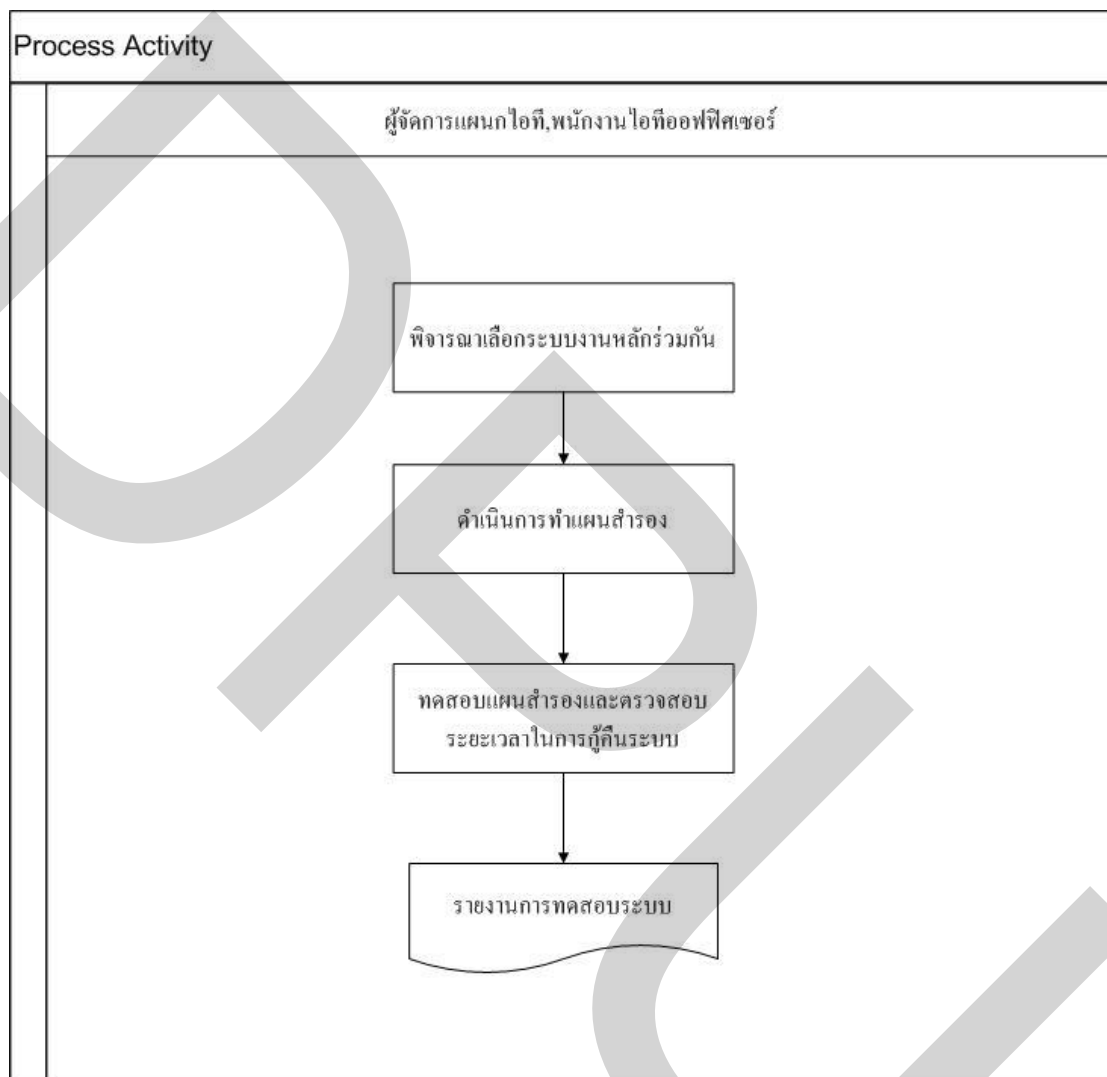 Process Activity
ผู้จัดการแผนกไอที,พนักงานไอทีออฟฟิศเซอร์
พิจารณาเลือกระบบงานหลักร่วมกัน
ดำเนินการทำแผนสำรอง
ทดสอบแผนสำรองและตรวจสอบ
ระยะเวลาในการกู้คืนระบบ
รายงานการทดสอบระบบ
DPU